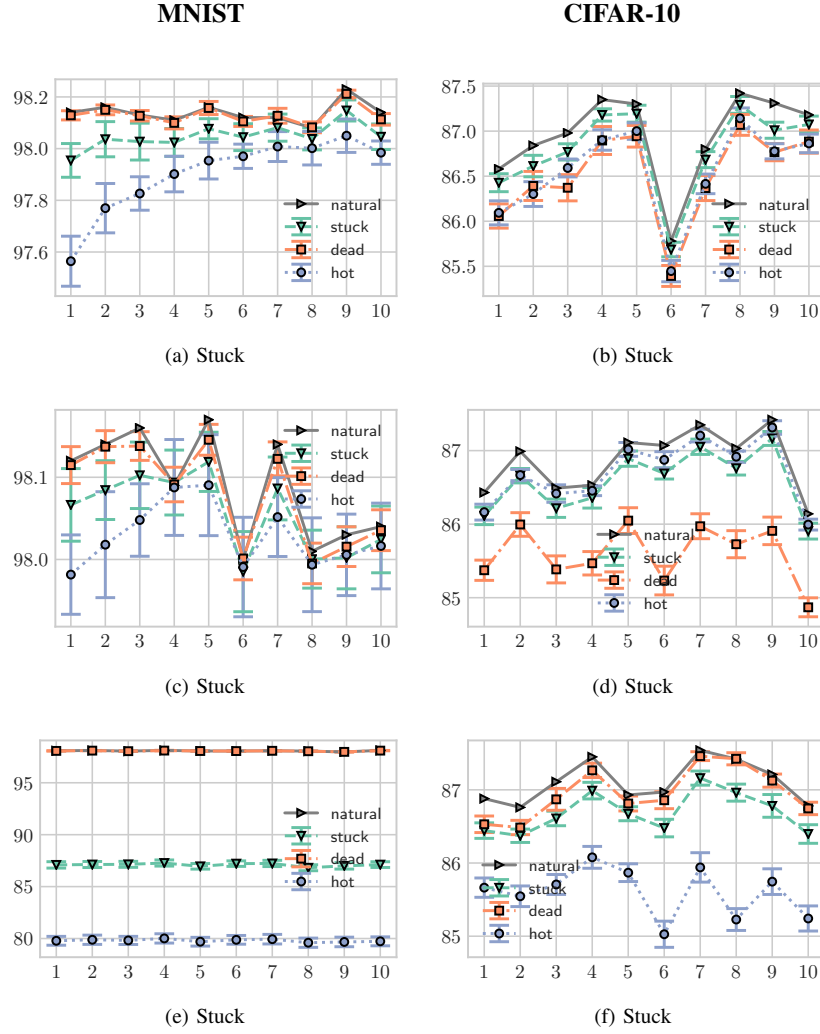 MNIST
CIFAR-10
98.2
98.0
97.8
97.6
natural
stuck
dead
hot
1 2 3 4 5 6 7 8 9 10
(a) Stuck
87.5
87.0
86.5
86.0
85.5
natural
stuck
dead
hot
1 2 3 4 5 6 7 8 9 10
(b) Stuck
98.1
98.0
natural
stuck
dead
hot
1 2 3 4 5 6 7 8 9 10
(c) Stuck
87
86
85
natural
stuck
dead
hot
1 2 3 4 5 6 7 8 9 10
(d) Stuck
95
90
85
80
natural
stuck
dead
hot
1 2 3 4 5 6 7 8 9 10
(e) Stuck
87
86
85
natural
stuck
dead
hot
1 2 3 4 5 6 7 8 9 10
(f) Stuck